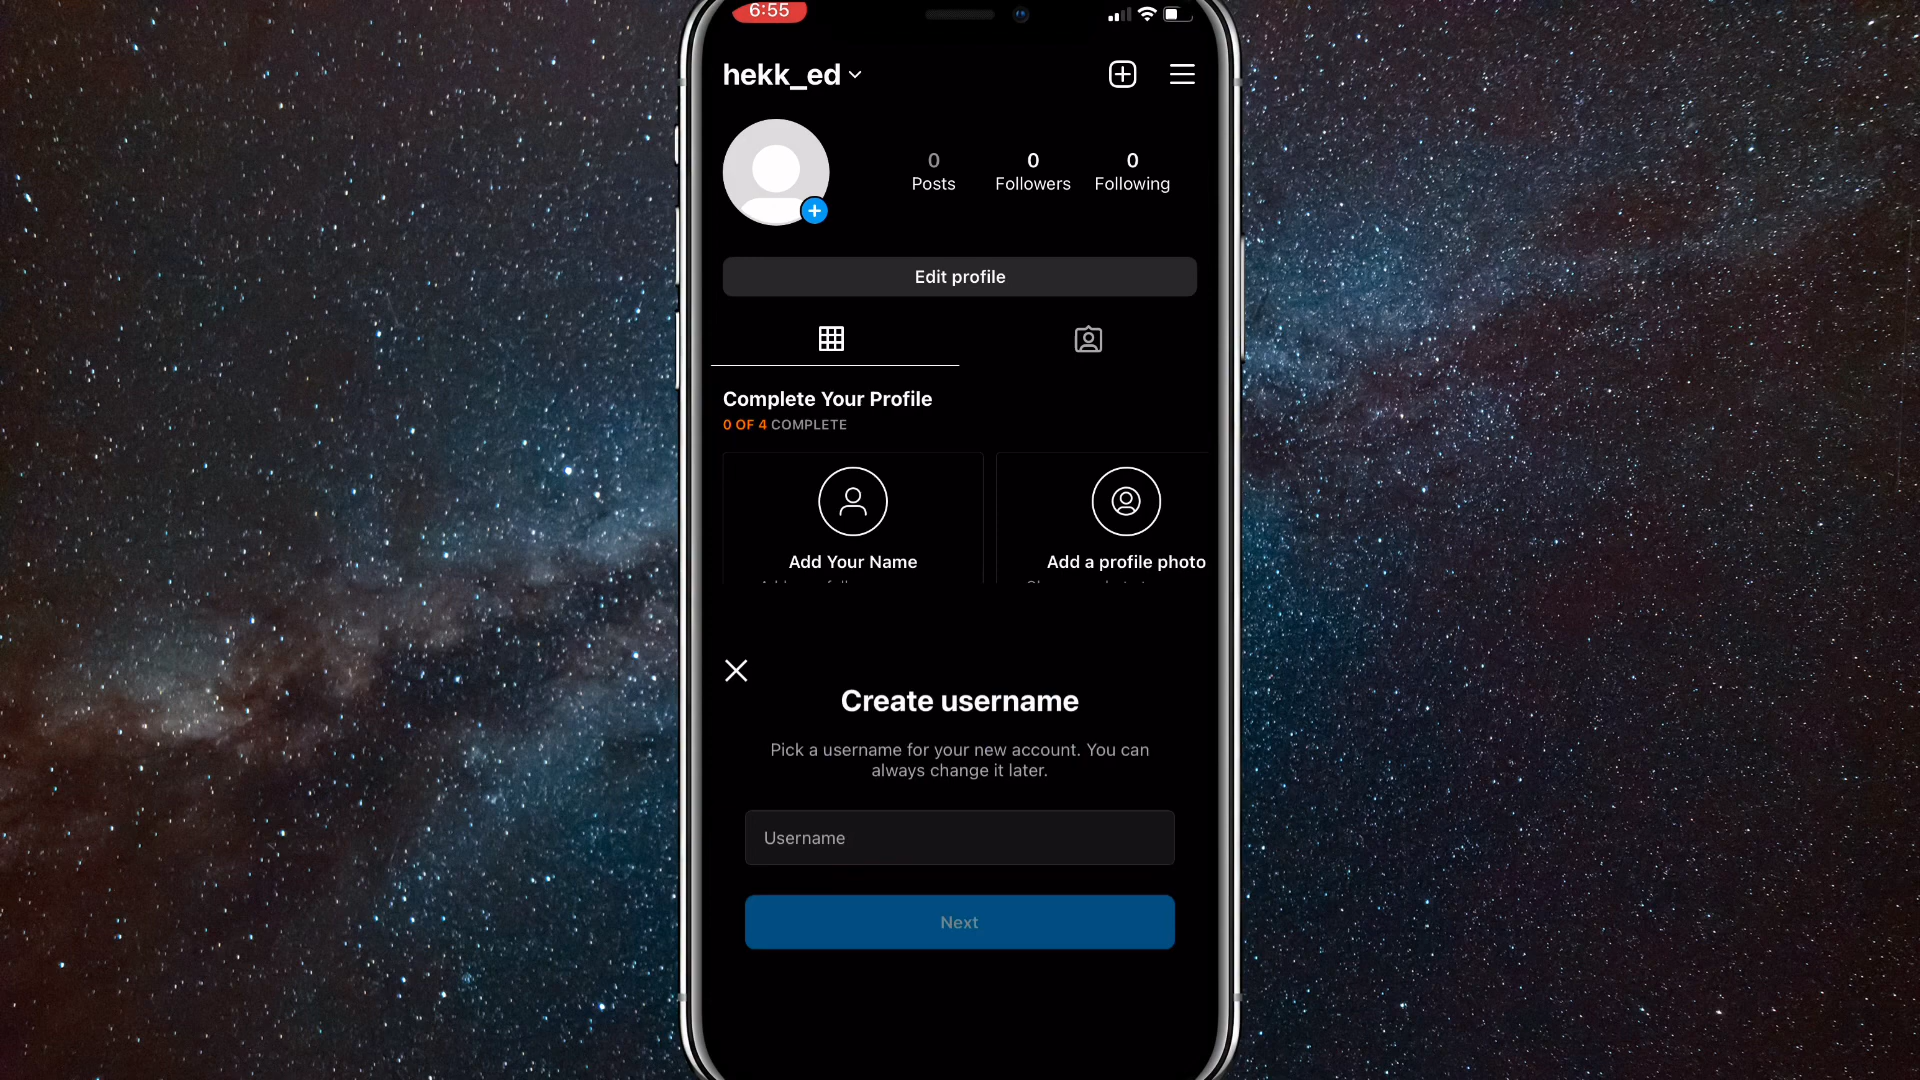 6:55
hekk_ed
0 0 0
Posts Followers Following
Edit profile
Complete Your Profile
0 OF 4 COMPLETE
Add Your Name Add a profile photo
Create username
Pick a username for your new account. You can
always change it later.
Username
Next